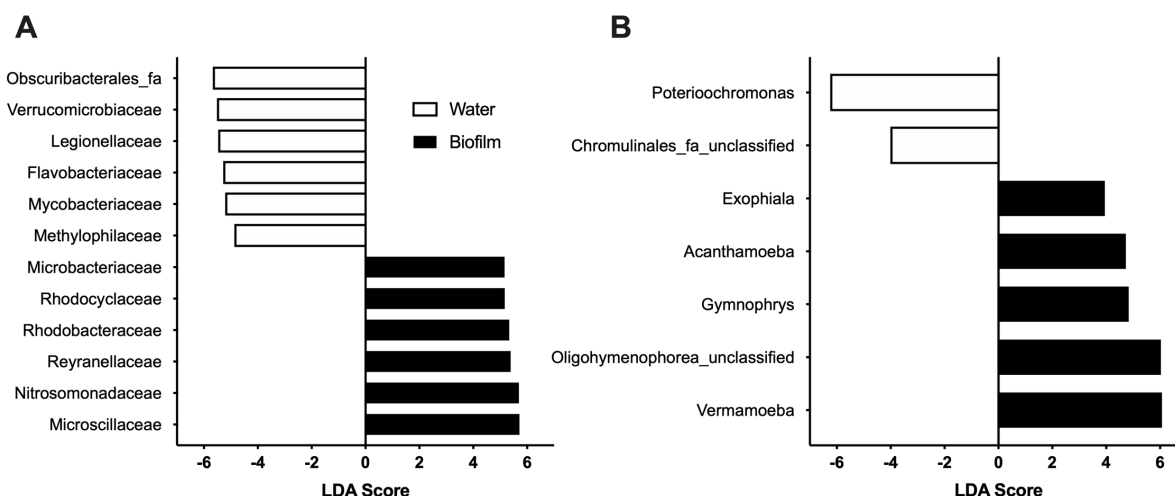 A
Obscuribacterales_fa
Verrucomicrobiaceae
Legionellaceae
Flavobacteriaceae
Mycobacteriaceae
Methylophilaceae
Microbacteriaceae
Rhodocyclaceae
Rhodobacteraceae
Reyranellaceae
Nitrosomonadaceae
Microscillaceae
Water
Biofilm
-6 -4 -2 0 2 4 6
LDA Score
B
Poterioochromonas
Chromulinales_fa_unclassified
Exophiala
Acanthamoeba
Gymnophrys
Oligohymenophorea_unclassified
Vermamoeba
-6 -4 -2 0 2 4 6
LDA Score